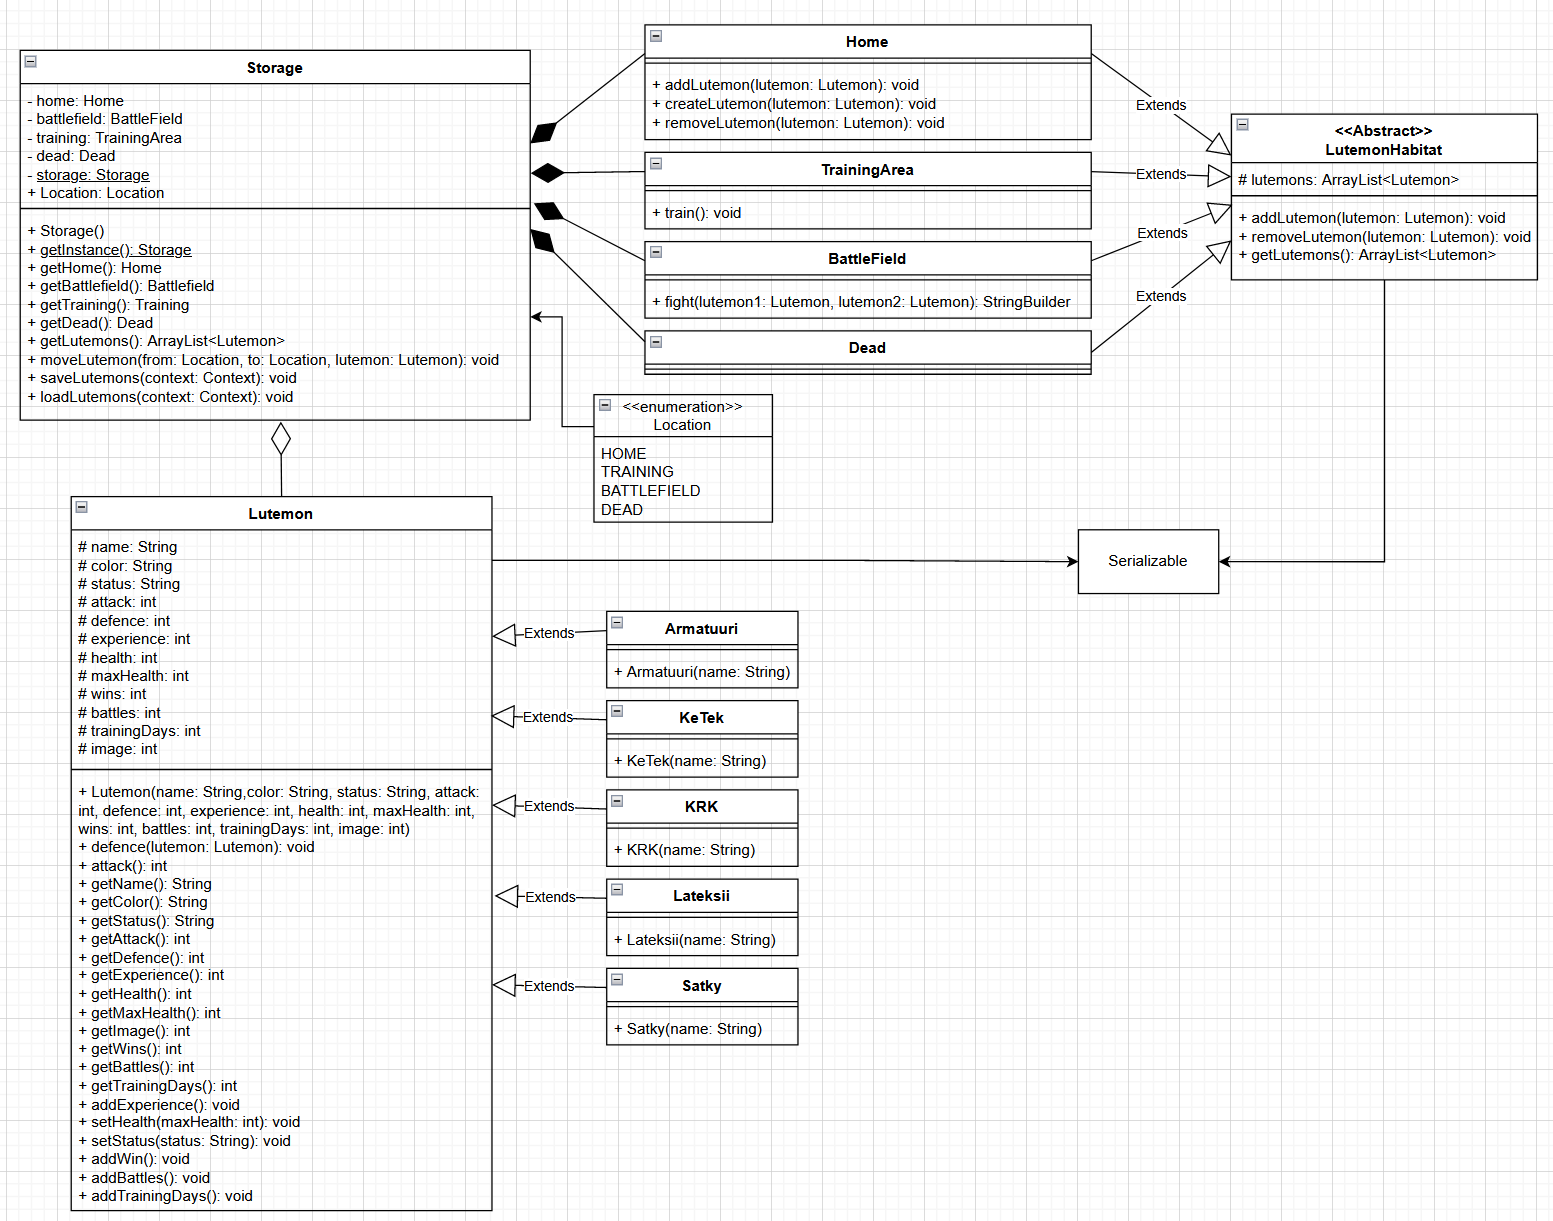 Storage
- home: Home
- battlefield: BattleField
- training: TrainingArea
- dead: Dead
- storage: Storage
+ Location: Location
+ Storage()
+ getInstance(): Storage
+ getHome(): Home
+ getBattlefield(): Battlefield
+ getTraining(): Training
+ getDead(): Dead
+ getLutemons(): ArrayList<Lutemon>
+ moveLutemon(from: Location, to: Location, lutemon: Lutemon): void
+ saveLutemons(context: Context): void
+ loadLutemons(context: Context): void
Home
+ addLutemon(lutemon: Lutemon): void
+ createLutemon(lutemon: Lutemon): void
+ removeLutemon(lutemon: Lutemon): void
TrainingArea
+ train(): void
BattleField
+ fight(lutemon1: Lutemon, lutemon2: Lutemon): StringBuilder
Dead
Extends
Extends
Extends
Extends
<<Abstract>>
LutemonHabitat
# lutemons: ArrayList<Lutemon>
+ addLutemon(lutemon: Lutemon): void
+ removeLutemon(lutemon: Lutemon): void
+ getLutemons(): ArrayList<Lutemon>
<<enumeration>>
Location
HOME
TRAINING
BATTLEFIELD
DEAD
Lutemon
# name: String
# color: String
# status: String
# attack: int
# defence: int
# experience: int
# health: int
# maxHealth: int
# wins: int
# battles: int
# trainingDays: int
# image: int
+ Lutemon(name: String,color: String, status: String, attack:
int, defence: int, experience: int, health: int, maxHealth: int,
wins: int, battles: int, trainingDays: int, image: int)
+ defence(lutemon: Lutemon): void
+ attack(): int
+ getName(): String
+ getColor(): String
+ getStatus(): String
+ getAttack(): int
+ getDefence(): int
+ getExperience(): int
+ getHealth(): int
+ getMaxHealth(): int
+ getImage(): int
+ getWins(): int
+ getBattles(): int
+ getTrainingDays(): int
+ addExperience(): void
+ setHealth(maxHealth: int): void
+ setStatus(status: String): void
+ addWin(): void
+ addBattles(): void
+ addTrainingDays(): void
Serializable
Extends
Armatuuri
+ Armatuuri(name: String)
Extends
KeTek
+ KeTek(name: String)
Extends
KRK
+ KRK(name: String)
Extends
Lateksii
+ Lateksii(name: String)
Extends
Satky
+ Satky(name: String)